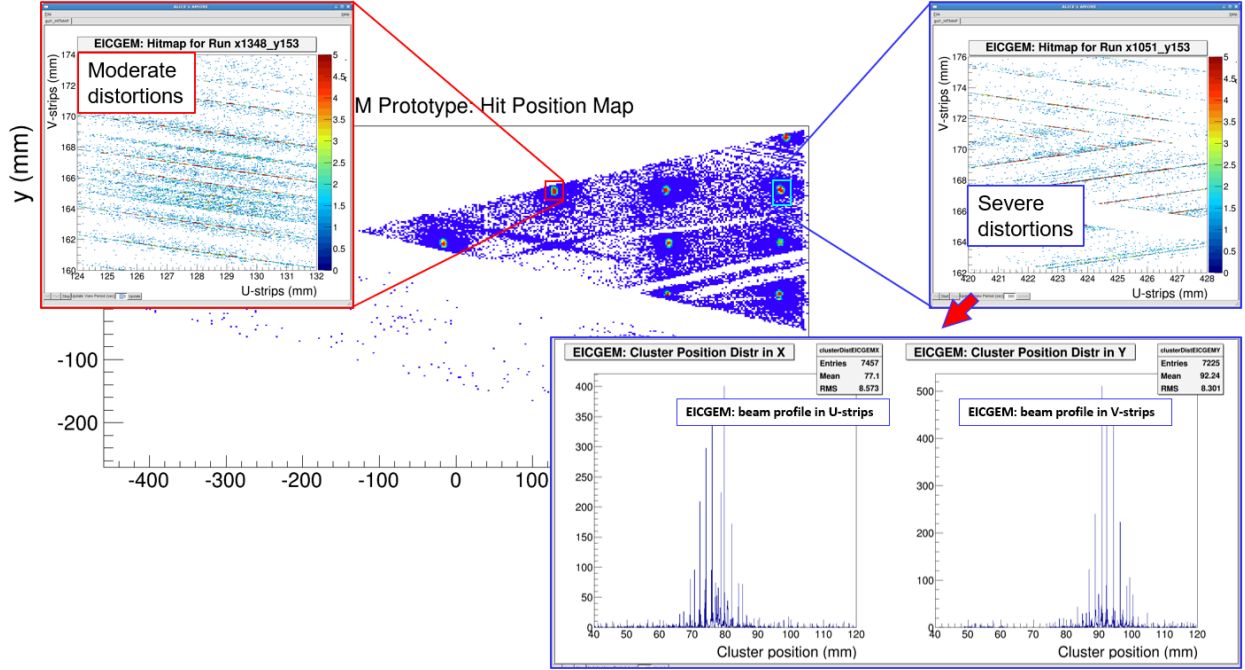 ALICE's AMORE
EICGEM: Hitmap for Run x1348_y153
Moderate
distortions
V-strips (mm)
174
170
168
166
164
162
160
124 125 126 127 128 129 130 131 132
U-strips (mm)
5
4.5
4
3.5
3
2.5
2
1.5
1
0.5
0
M Prototype: Hit Position Map
y (mm)
-100
-200
-400 -300 -200 -100 0 100
ALICE's AMORE
EICGEM: Hitmap for Run x1051_y153
V-strips (mm)
176
174
172
170
168
166
164
162
420 421 422 423 424 425 426 427 428
U-strips (mm)
5
4.5
4
3.5
3
2.5
2
1.5
1
0.5
0
Severe
distortions
EICGEM: Cluster Position Distr in X
clusterDistEICGEMX
Entries 7457
Mean 77.1
RMS 8.573
EICGEM: beam profile in U-strips
400
350
300
250
200
150
100
50
0
40 50 60 70 80 90 100 110 120
Cluster position (mm)
EICGEM: Cluster Position Distr in Y
clusterDistEICGEMY
Entries 7225
Mean 92.24
RMS 8.301
EICGEM: beam profile in V-strips
500
400
300
200
100
0
40 50 60 70 80 90 100 110 120
Cluster position (mm)